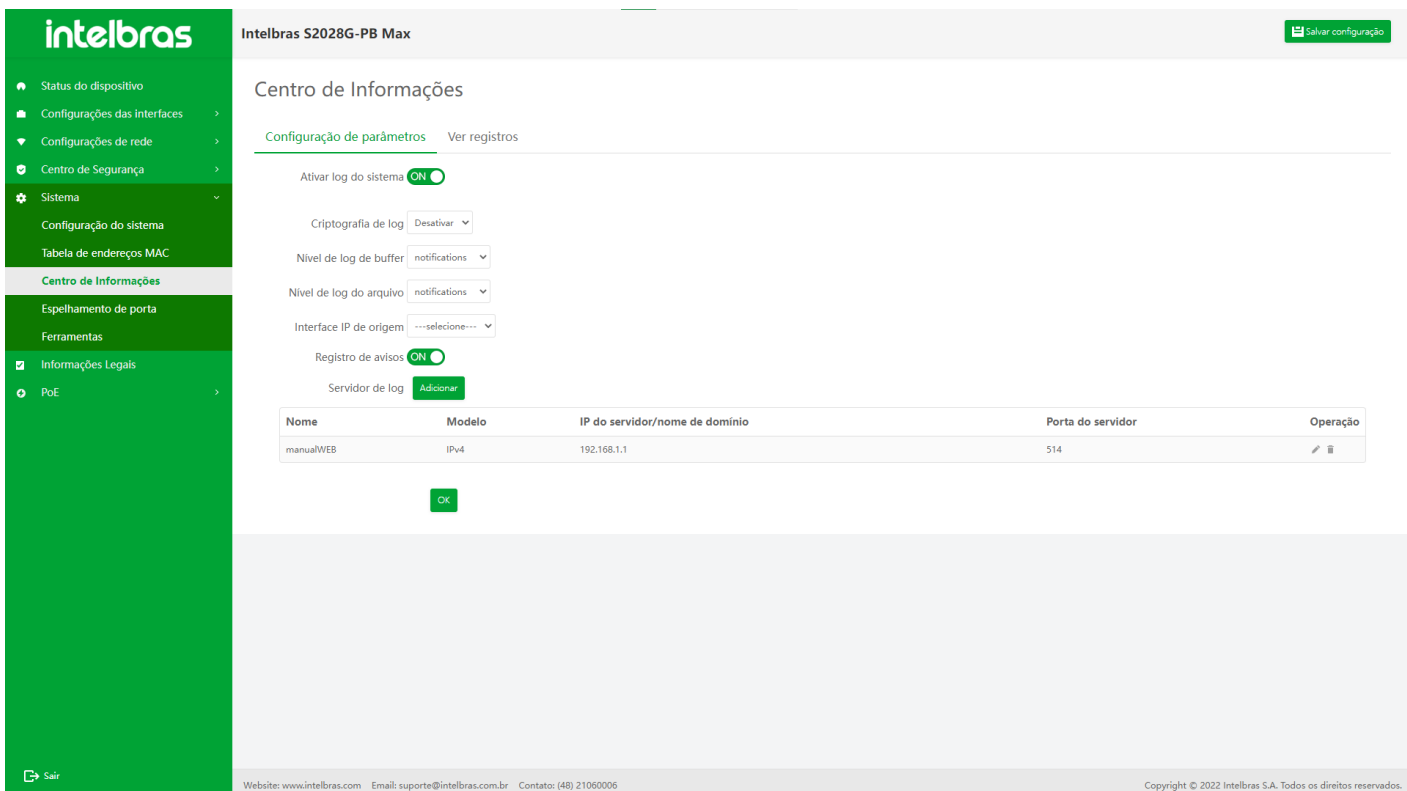 intelbras
Intelbras S2028G-PB Max
Salvar configuração
Status do dispositivo
Configurações das interfaces
Configurações de rede
Centro de Segurança
Sistema
Configuração do sistema
Tabela de endereços MAC
Centro de Informações
Espelhamento de porta
Ferramentas
Informações Legais
PoE
Sair
Centro de Informações
Configuração de parâmetros Ver registros
Ativar log do sistema ON
Criptografia de log Desativar
Nível de log de buffer notifications
Nível de log do arquivo notifications
Interface IP de origem ---selecione---
Registro de avisos ON
Servidor de log Adicionar
Nome Modelo IP do servidor/nome de domínio Porta do servidor Operação
manualWEB IPv4 192.168.1.1 514
OK
Website: www.intelbras.com Email: suporte@intelbras.com.br Contato: (48) 21060006 Copyright © 2022 Intelbras S.A. Todos os direitos reservados.